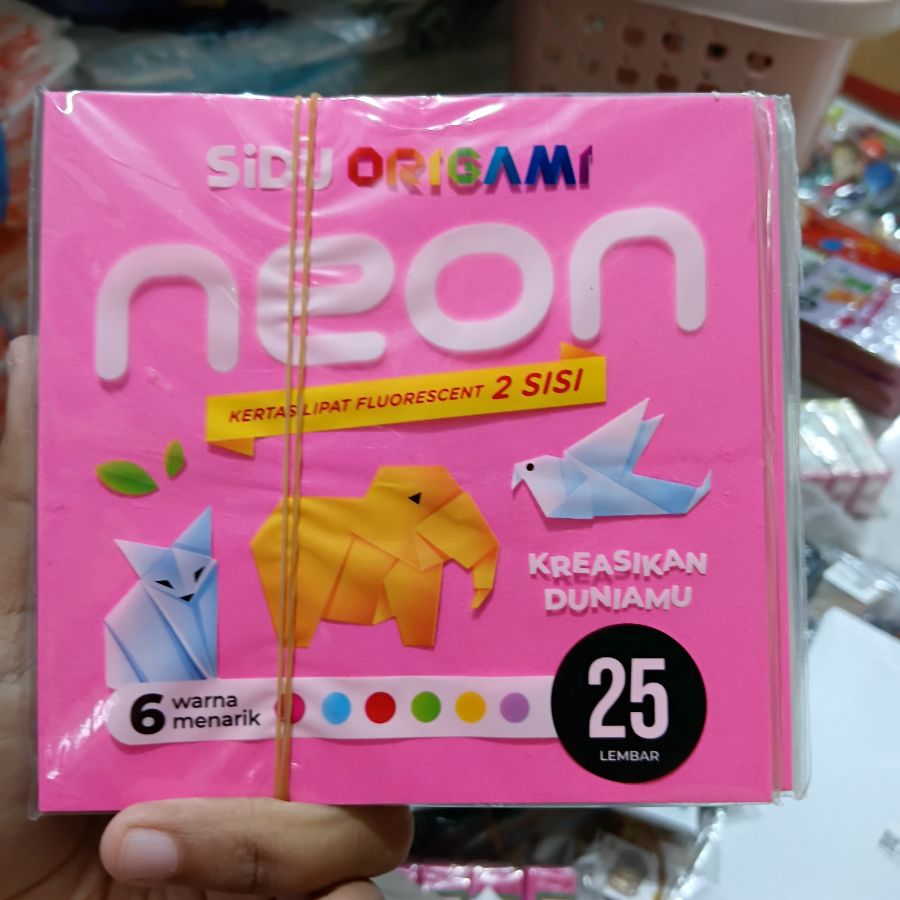 SiDU ORIGAMI
neon
KERTAS LIPAT FLUORESCENT 2 SISI
KREASIKAN
DUNIAMU
6 warna
menarik
25
LEMBAR